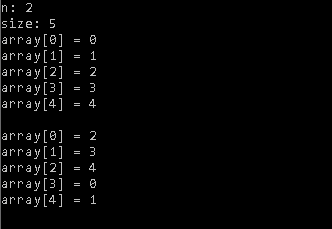 n: 2
size: 5
array[0] = 0
array[1] = 1
array[2] = 2
array[3] = 3
array[4] = 4
array[0] = 2
array[1] = 3
array[2] = 4
array[3] = 0
array[4] = 1